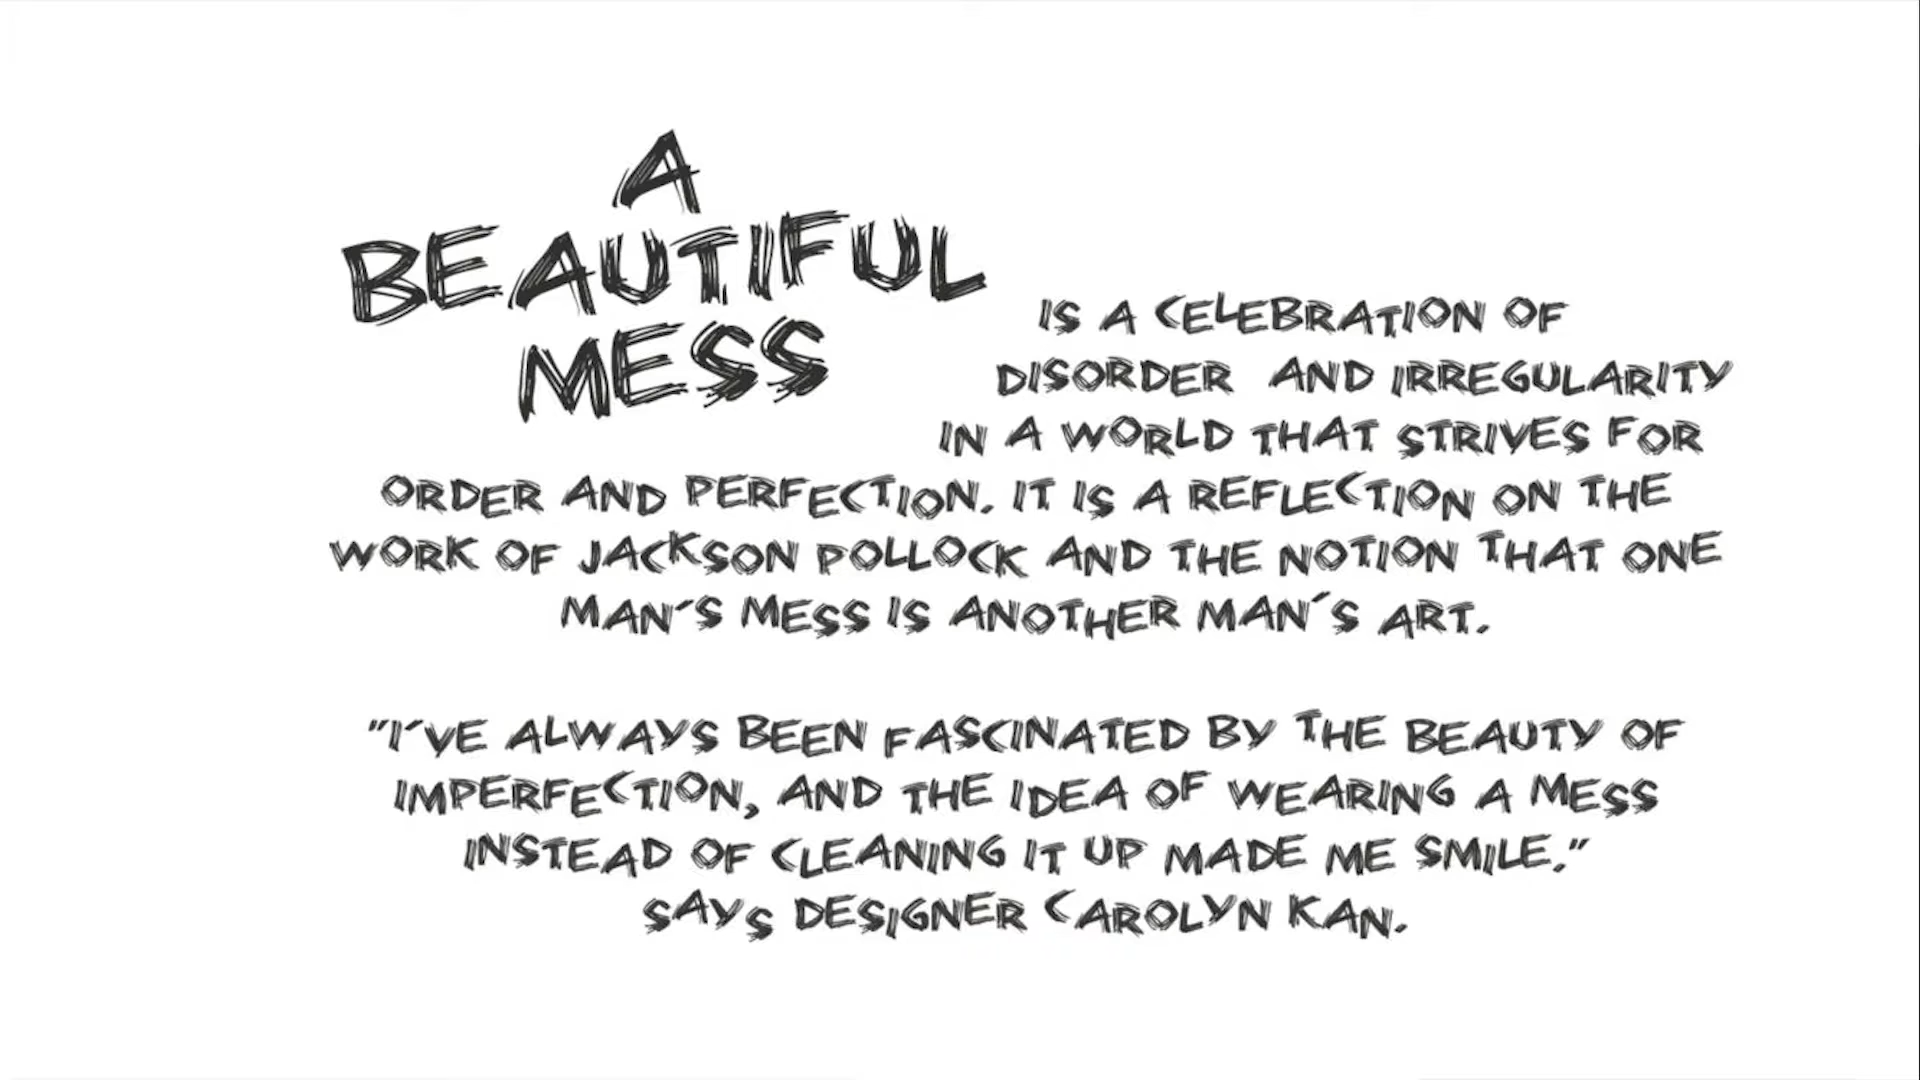 A
BEAUTIFUL
MESS
IS A CELEBRATION OF
DISORDER AND IRREGULARITY
IN A WORLD THAT STRIVES FOR
ORDER AND PERFECTION. IT IS A REFLECTION ON THE
WORK OF JACKSON POLLOCK AND THE NOTION THAT ONE
MAN'S MESS IS ANOTHER MAN'S ART.
"I'VE ALWAYS BEEN FASCINATED BY THE BEAUTY OF
IMPERFECTION, AND THE IDEA OF WEARING A MESS
INSTEAD OF CLEANING IT UP MADE ME SMILE."
SAYS DESIGNER CAROLYN KAN.